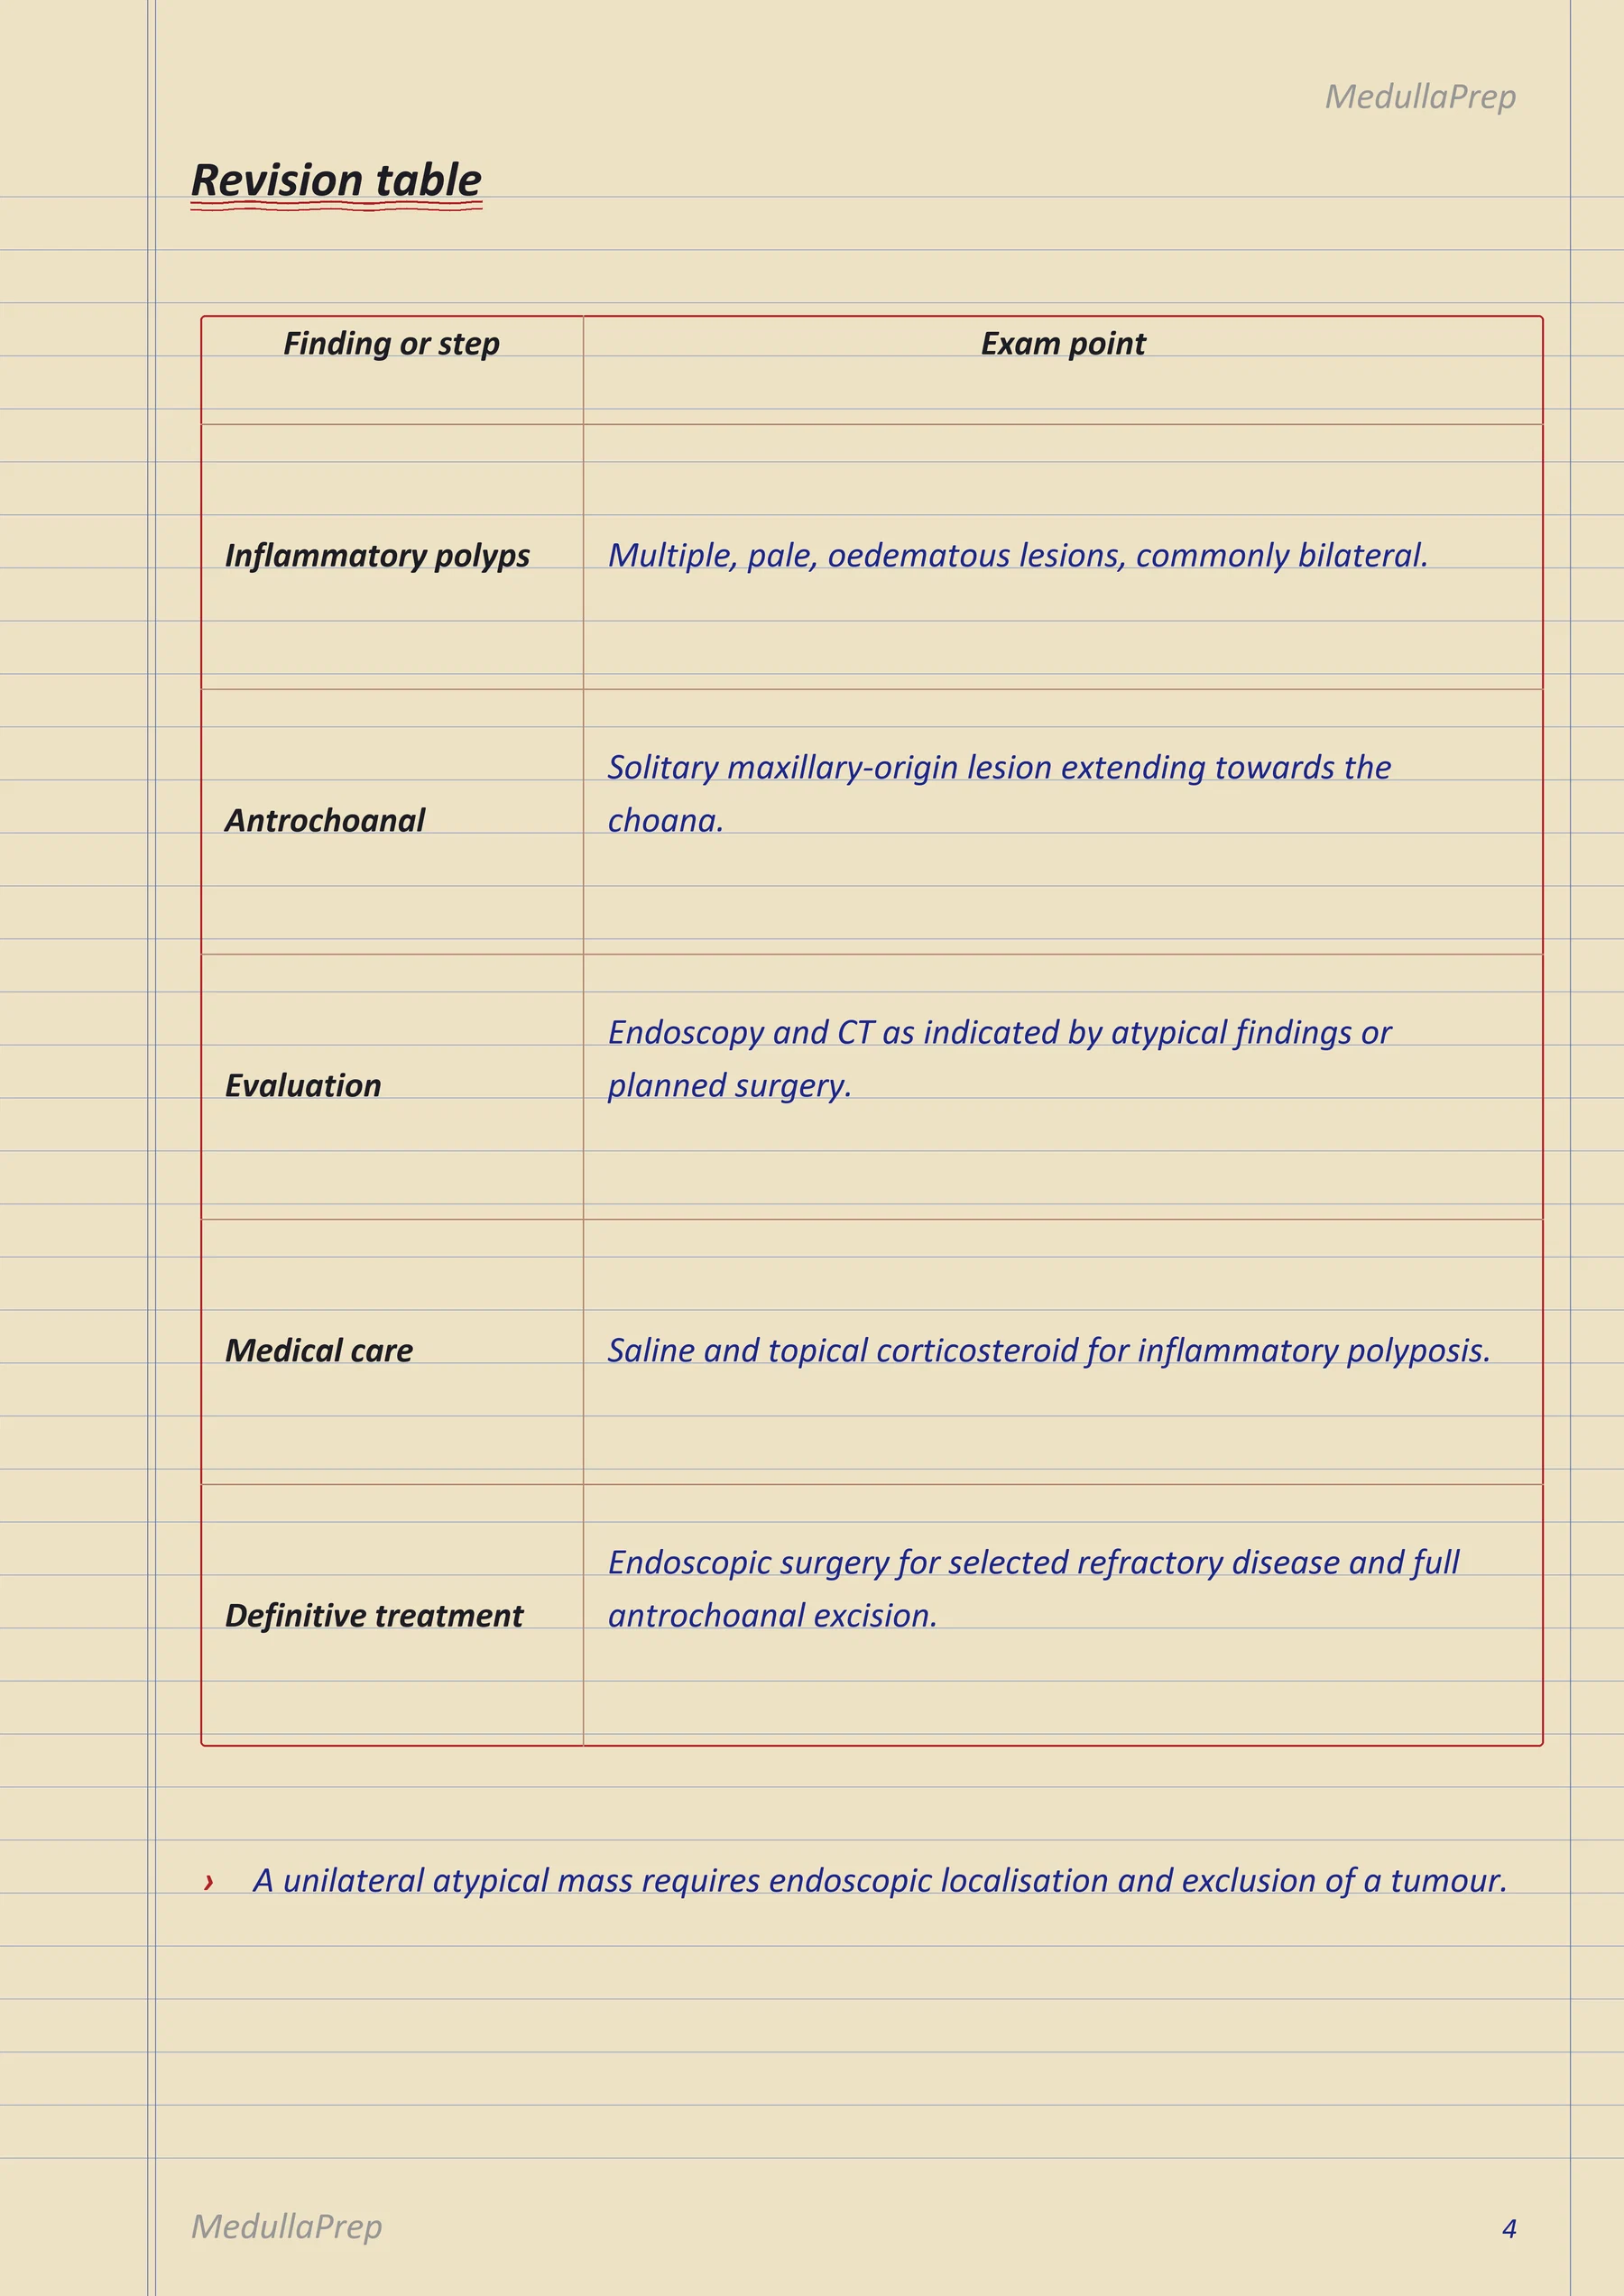 MedullaPrep
Revision table
Finding or step
Exam point
Inflammatory polyps
Multiple, pale, oedematous lesions, commonly bilateral.
Antrochoanal
Solitary maxillary-origin lesion extending towards the
choana.
Evaluation
Endoscopy and CT as indicated by atypical findings or
planned surgery.
Medical care
Saline and topical corticosteroid for inflammatory polyposis.
Definitive treatment
Endoscopic surgery for selected refractory disease and full
antrochoanal excision.
› A unilateral atypical mass requires endoscopic localisation and exclusion of a tumour.
MedullaPrep
4